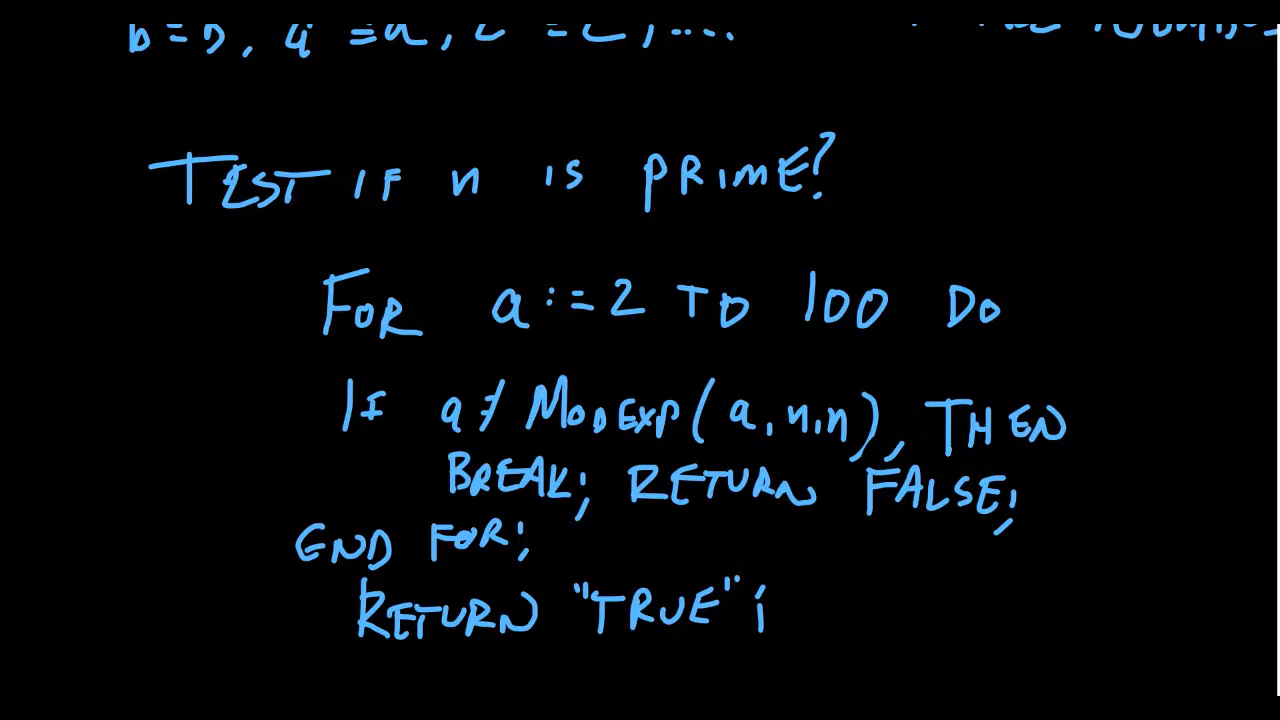 TEST IF n IS PRIME?
FOR a := 2 TO 100 DO
IF a ≠ MODEXP(a, n, n), THEN
BREAK; RETURN FALSE;
END FOR;
RETURN "TRUE";